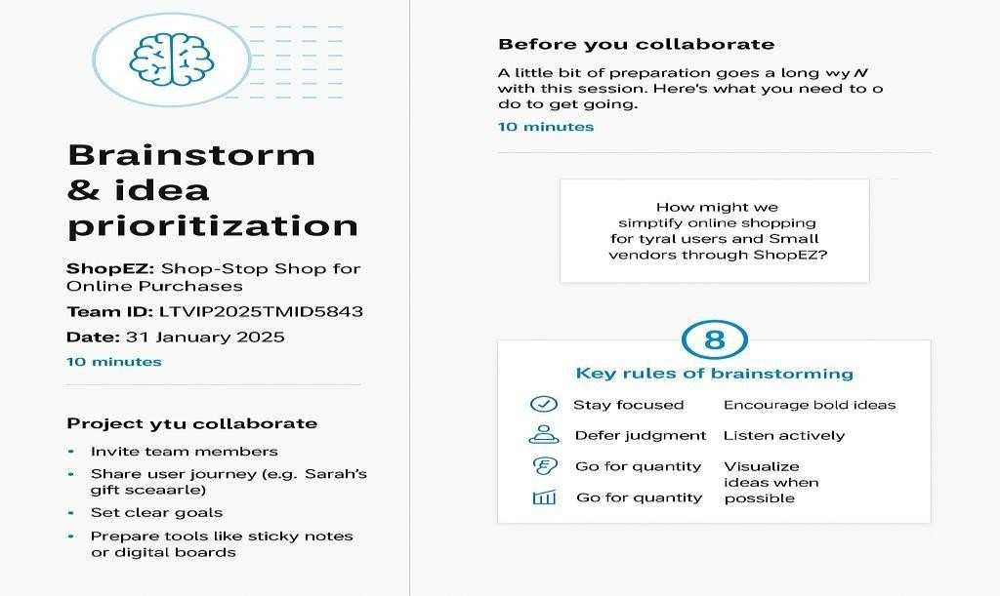 Brainstorm
& idea
prioritization
ShopEZ: Shop-Stop Shop for
Online Purchases
Team ID: LTVIP2025TMID5843
Date: 31 January 2025
10 minutes
Project ytu collaborate
• Invite team members
• Share user journey (e.g. Sarah's
gift sceaarle)
• Set clear goals
• Prepare tools like sticky notes
or digital boards
Before you collaborate
A little bit of preparation goes a long wy N
with this session. Here's what you need to o
do to get going.
10 minutes
How might we
simptify online shopping
for tyral users and Small
vendors through ShopEZ?
8
Key rules of brainstorming
Stay focused Encourage bold ideas
Defer judgment Listen actively
Go for quantity Visualize
ideas when
Go for quantity possible